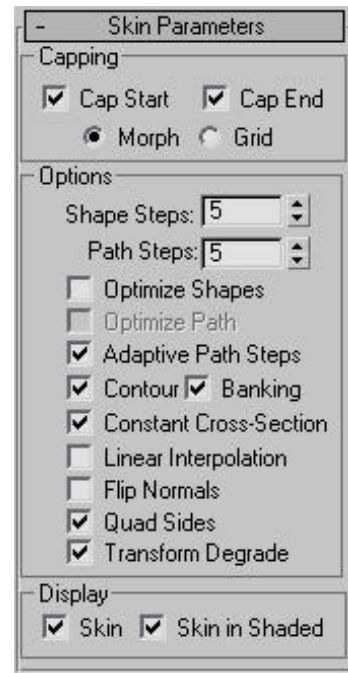 - Skin Parameters
Capping
Cap Start Cap End
Morph Grid
Options
Shape Steps: 5
Path Steps: 5
Optimize Shapes
Optimize Path
Adaptive Path Steps
Contour Banking
Constant Cross-Section
Linear Interpolation
Flip Normals
Quad Sides
Transform Degrade
Display
Skin Skin in Shaded